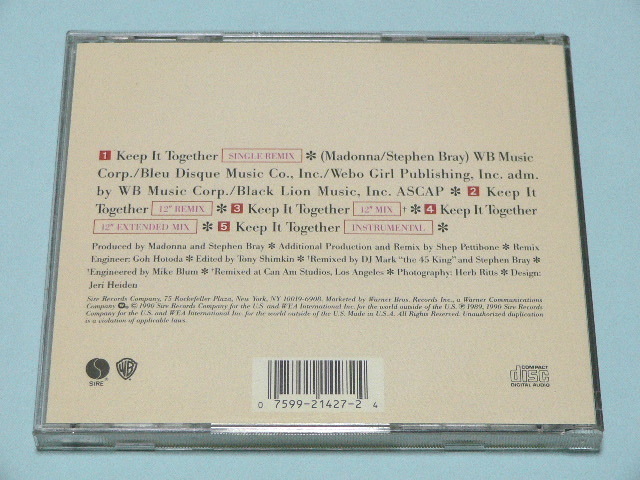 1 Keep It Together SINGLE REMIX ✻ (Madonna/Stephen Bray) WB Music
Corp./Bleu Disque Music Co., Inc./Webo Girl Publishing, Inc. adm.
by WB Music Corp./Black Lion Music, Inc. ASCAP ✻ 2 Keep It
Together 12" REMIX ✻ 3 Keep It Together 12" MIX † ✻ 4 Keep It Together
12" EXTENDED MIX ✻ 5 Keep It Together INSTRUMENTAL ✻
Produced by Madonna and Stephen Bray ✻ Additional Production and Remix by Shep Pettibone ✻ Remix
Engineer: Goh Hotoda ✻ Edited by Tony Shimkin ✻ †Remixed by DJ Mark "the 45 King" and Stephen Bray ✻
†Engineered by Mike Blum ✻ †Remixed at Can Am Studios, Los Angeles ✻ Photography: Herb Ritts ✻ Design:
Jeri Heiden
Sire Records Company, 75 Rockefeller Plaza, New York, NY 10019-6908. Marketed by Warner Bros. Records Inc., a Warner Communications
Company © 1990 Sire Records Company for the U.S. and WEA International Inc. for the world outside of the U.S. ℗ 1989, 1990 Sire Records
Company for the U.S. and WEA International Inc. for the world outside of the U.S. Made in U.S.A. All Rights Reserved. Unauthorized duplication
is a violation of applicable laws.
SIRE
WB
0 7599-21427-2 4
COMPACT
disc
DIGITAL AUDIO